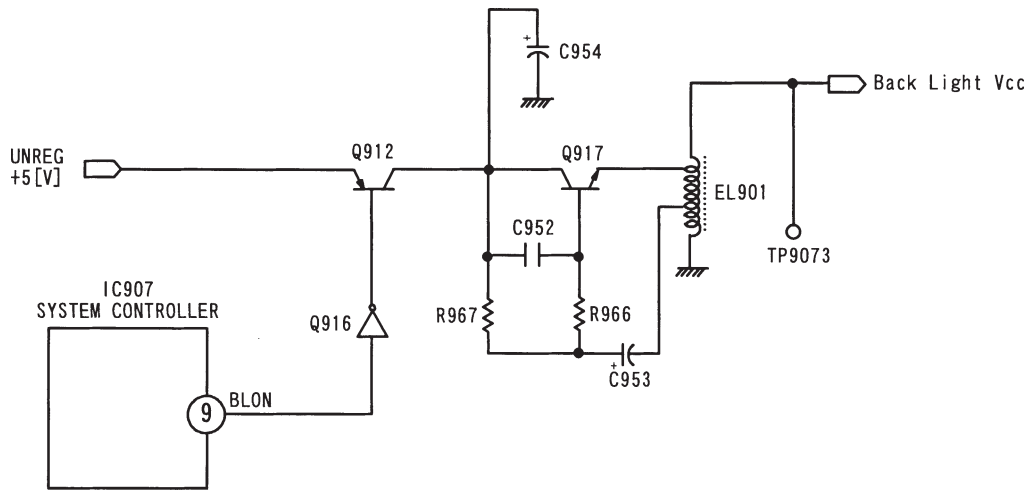 +
C954
Back Light Vcc
UNREG
+5[V]
Q912
Q917
EL901
C952
TP9073
IC907
SYSTEM CONTROLLER
Q916
R967
R966
+
C953
9
BLON